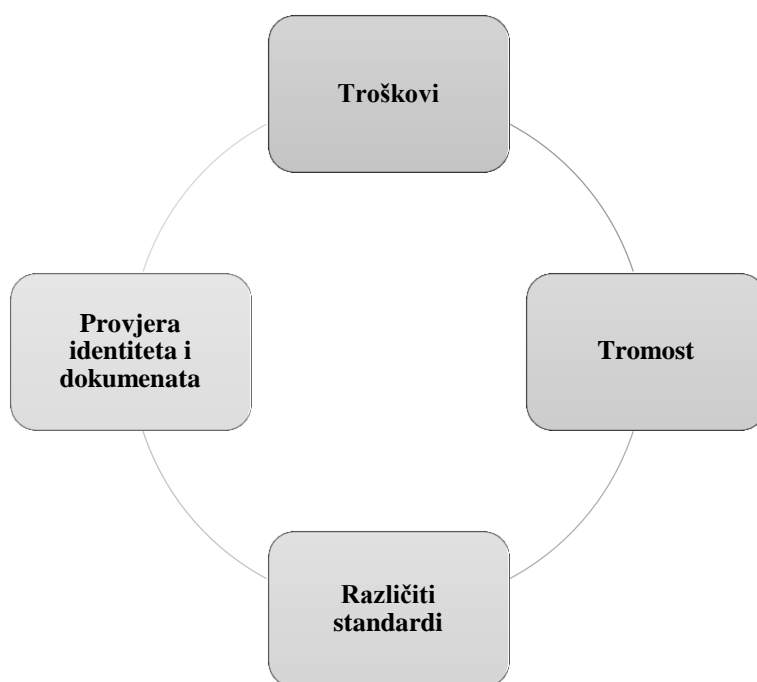 Troškovi
Tromost
Različiti
standardi
Provjera
identiteta i
dokumenata